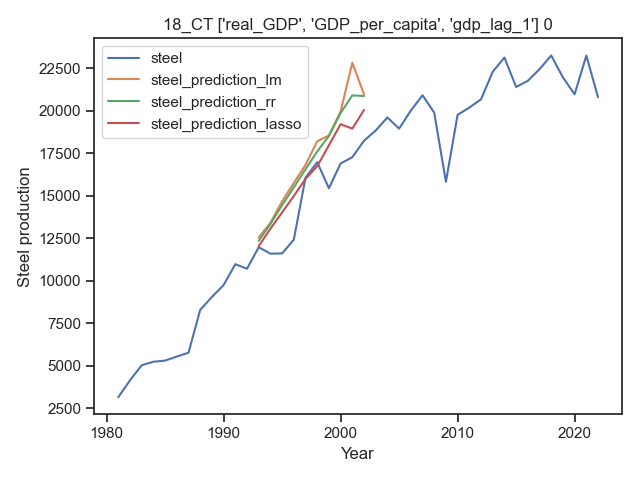 18_CT ['real_GDP', 'GDP_per_capita', 'gdp_lag_1'] 0
steel
steel_prediction_lm
steel_prediction_rr
steel_prediction_lasso
Steel production
22500
20000
17500
15000
12500
10000
7500
5000
2500
1980
1990
2000
2010
2020
Year